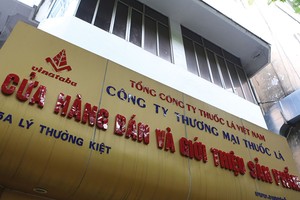 vinataba
TỔNG CÔNG TY THUỐC LÁ VIỆT NAM
CÔNG TY THƯƠNG MẠI THUỐC LÁ
CỬA HÀNG BÁN VÀ GIỚI THIỆU SẢN PHẨM
5A LÝ THƯỜNG KIỆT